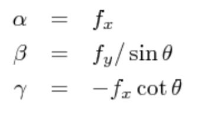 α = f_x
β = f_y / sin θ
γ = −f_x cot θ